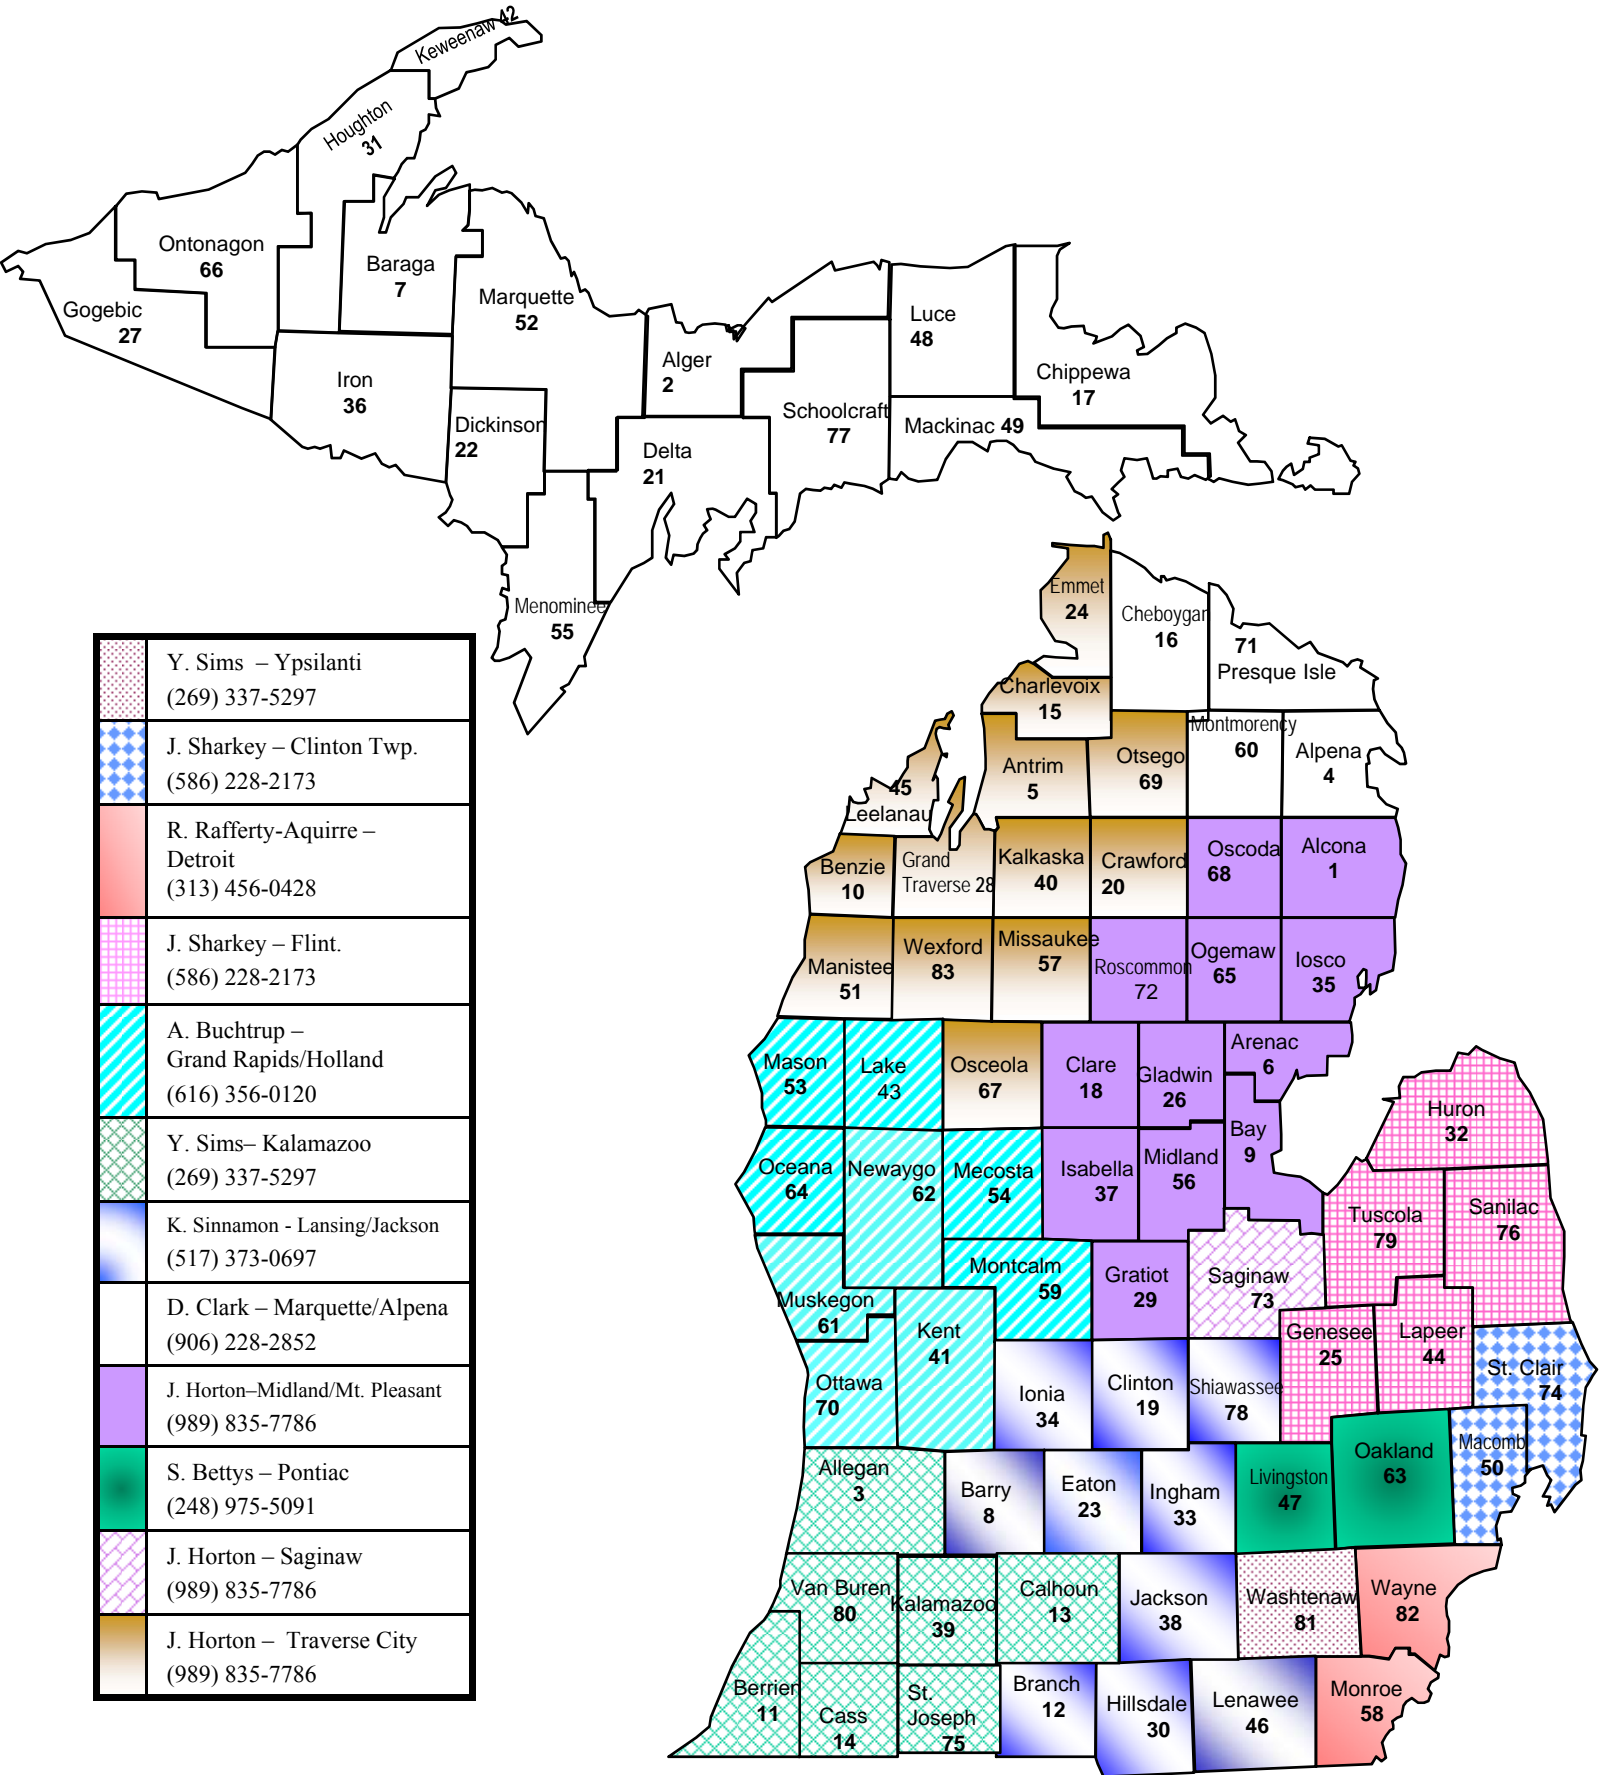 Keweenaw 42
Houghton
31
Ontonagon
66
Baraga
7
Gogebic
27
Marquette
52
Iron
36
Dickinson
22
Alger
2
Delta
21
Schoolcraft
77
Luce
48
Chippewa
17
Mackinac 49
Menominee
55
Emmet
24
Cheboygan
16
71
Presque Isle
Charlevoix
15
Antrim
5
Otsego
69
Montmorency
60
Alpena
4
45
Leelanau
Benzie
10
Grand
Traverse 28
Kalkaska
40
Crawford
20
Oscoda
68
Alcona
1
Manistee
51
Wexford
83
Missaukee
57
Roscommon
72
Ogemaw
65
Iosco
35
Mason
53
Lake
43
Osceola
67
Clare
18
Gladwin
26
Arenac
6
Huron
32
Oceana
64
Newaygo
62
Mecosta
54
Isabella
37
Midland
56
Bay
9
Tuscola
79
Sanilac
76
Muskegon
61
Montcalm
59
Gratiot
29
Saginaw
73
Genesee
25
Lapeer
44
St. Clair
74
Ottawa
70
Kent
41
Ionia
34
Clinton
19
Shiawassee
78
Allegan
3
Barry
8
Eaton
23
Ingham
33
Livingston
47
Oakland
63
Macomb
50
Van Buren
80
Kalamazoo
39
Calhoun
13
Jackson
38
Washtenaw
81
Wayne
82
Berrien
11
Cass
14
St.
Joseph
75
Branch
12
Hillsdale
30
Lenawee
46
Monroe
58
Y. Sims – Ypsilanti
(269) 337-5297
J. Sharkey – Clinton Twp.
(586) 228-2173
R. Rafferty-Aquirre –
Detroit
(313) 456-0428
J. Sharkey – Flint.
(586) 228-2173
A. Buchtrup –
Grand Rapids/Holland
(616) 356-0120
Y. Sims– Kalamazoo
(269) 337-5297
K. Sinnamon - Lansing/Jackson
(517) 373-0697
D. Clark – Marquette/Alpena
(906) 228-2852
J. Horton–Midland/Mt. Pleasant
(989) 835-7786
S. Bettys – Pontiac
(248) 975-5091
J. Horton – Saginaw
(989) 835-7786
J. Horton – Traverse City
(989) 835-7786